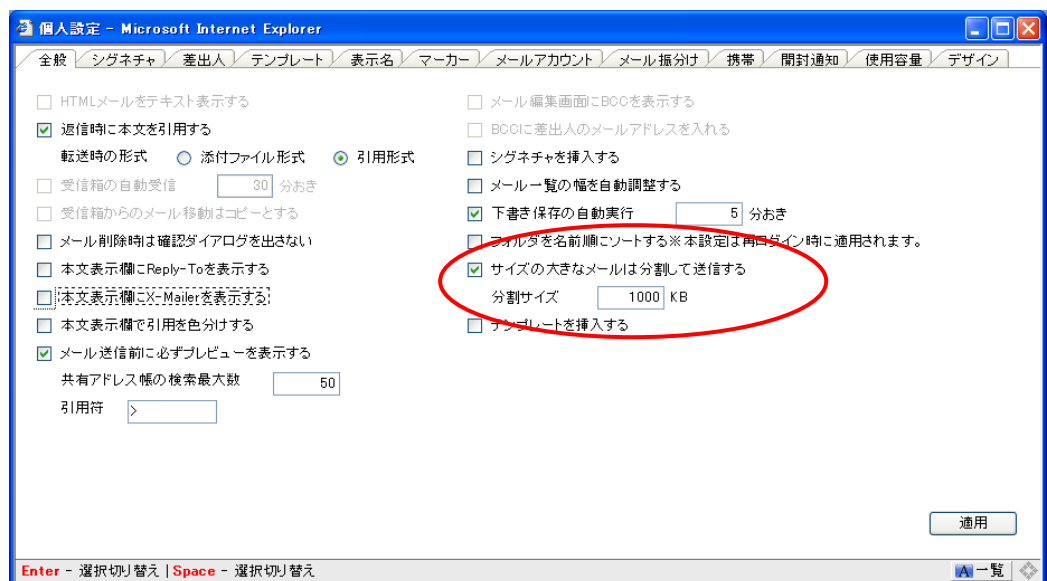 個人設定 - Microsoft Internet Explorer
全般 シグネチャ 差出人 テンプレート 表示名 マーカー メールアカウント メール振分け 携帯 開封通知 使用容量 デザイン
HTMLメールをテキスト表示する
返信時に本文を引用する
転送時の形式 添付ファイル形式 引用形式
受信箱の自動受信 30 分おき
受信箱からのメール移動はコピーとする
メール削除時は確認ダイアログを出さない
本文表示欄にReply-Toを表示する
本文表示欄にX-Mailerを表示する
本文表示欄で引用を色分けする
メール送信前に必ずプレビューを表示する
共有アドレス帳の検索最大数 50
引用符 >
メール編集画面にBCCを表示する
BCCに差出人のメールアドレスを入れる
シグネチャを挿入する
メール一覧の幅を自動調整する
下書き保存の自動実行 5 分おき
フォルダを名前順にソートする※本設定は再ログイン時に適用されます。
サイズの大きなメールは分割して送信する
分割サイズ 1000 KB
テンプレートを挿入する
適用
Enter - 選択切り替え | Space - 選択切り替え
A 一覧